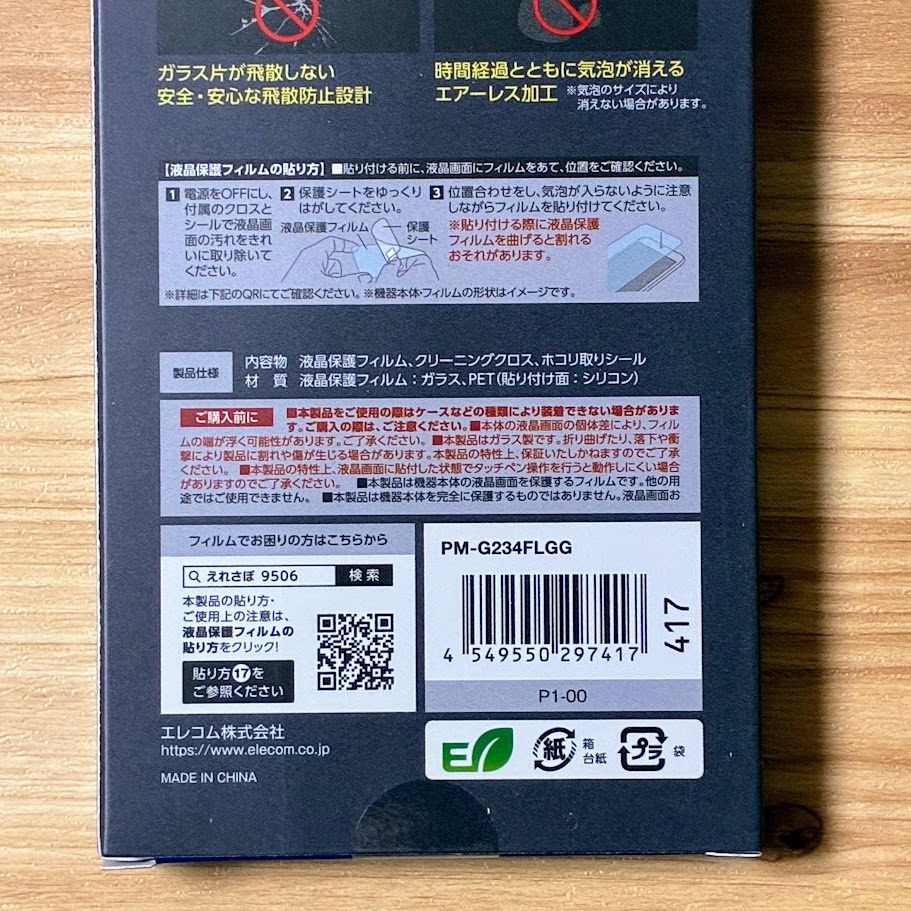 ガラス片が飛散しない
安全・安心な飛散防止設計
時間経過とともに気泡が消える
エアーレス加工 ※気泡のサイズにより
消えない場合があります。
【液晶保護フィルムの貼り方】 ■貼り付ける前に、液晶画面にフィルムをあて、位置をご確認ください。
1 電源をOFFにし、
付属のクロスと
シールで液晶画
面の汚れをきれ
いに取り除いて
ください。
2 保護シートをゆっくり
はがしてください。
液晶保護フィルム
保護
シート
3 位置合わせをし、気泡が入らないように注意
しながらフィルムを貼り付けてください。
※貼り付ける際に液晶保護
フィルムを曲げると割れる
おそれがあります。
※詳細は下記のQRにてご確認ください。※機器本体・フィルムの形状はイメージです。
製品仕様
内容物 液晶保護フィルム、クリーニングクロス、ホコリ取りシール
材質 液晶保護フィルム：ガラス、PET（貼り付け面：シリコン）
ご購入前に ■本製品をご使用の際はケースなどの種類により装着できない場合がありま
す。ご購入の際は、ご注意ください。■本体の液晶画面の個体差により、フィル
ムの端が浮く可能性があります。ご了承ください。■本製品はガラス製です。折り曲げたり、落下や衝
撃により製品に割れや傷が生じる場合があります。本製品の特性上、保証いたしかねますのでご了承
ください。 ■本製品の特性上、液晶画面に貼付した状態でタッチペン操作を行うと動作しにくい場合
がありますのでご了承ください。 ■本製品は機器本体の液晶画面を保護するフィルムです。他の用
途ではご使用できません。 ■本製品は機器本体を完全に保護するものではありません。液晶画面お
フィルムでお困りの方はこちらから
えれさぽ 9506 検索
本製品の貼り方・
ご使用上の注意は、
液晶保護フィルムの
貼り方をクリック!
貼り方17を
ご参照ください
PM-G234FLGG
4 549550 297417
417
P1-00
エレコム株式会社
https://www.elecom.co.jp
MADE IN CHINA
E
紙 箱
台紙
プラ 袋